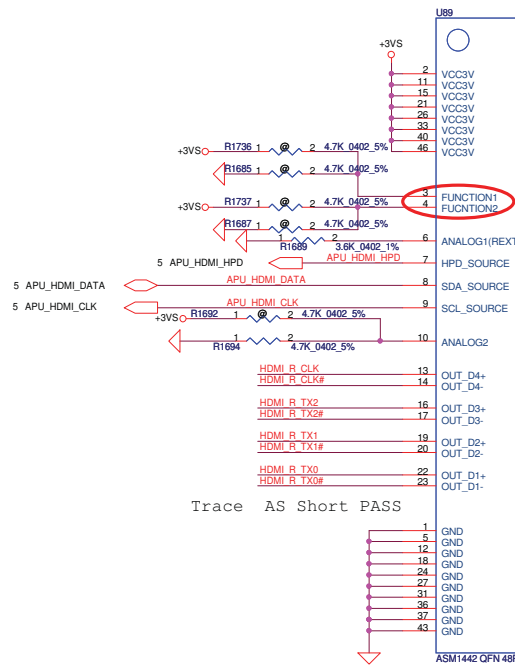 U89
+3VS
2 VCC3V
11 VCC3V
15 VCC3V
21 VCC3V
26 VCC3V
33 VCC3V
40 VCC3V
46 VCC3V
+3VS R1736 1 @ 2 4.7K_0402_5%
R1685 1 @ 2 4.7K_0402_5%
3 FUNCTION1
+3VS R1737 1 @ 2 4.7K_0402_5%
4 FUCNTION2
R1687 1 @ 2 4.7K_0402_5%
R1689 1 2 3.6K_0402_1%
6 ANALOG1(REXT
5 APU_HDMI_HPD APU_HDMI_HPD 7 HPD_SOURCE
5 APU_HDMI_DATA APU_HDMI_DATA 8 SDA_SOURCE
5 APU_HDMI_CLK APU_HDMI_CLK 9 SCL_SOURCE
+3VS R1692 1 @ 2 4.7K_0402_5%
10 ANALOG2
R1694 1 2 4.7K_0402_5%
HDMI_R_CLK 13 OUT_D4+
HDMI_R_CLK# 14 OUT_D4-
HDMI_R_TX2 16 OUT_D3+
HDMI_R_TX2# 17 OUT_D3-
HDMI_R_TX1 19 OUT_D2+
HDMI_R_TX1# 20 OUT_D2-
HDMI_R_TX0 22 OUT_D1+
HDMI_R_TX0# 23 OUT_D1-
Trace AS Short PASS
1 GND
5 GND
12 GND
18 GND
24 GND
27 GND
31 GND
36 GND
37 GND
43 GND
ASM1442 QFN 48P